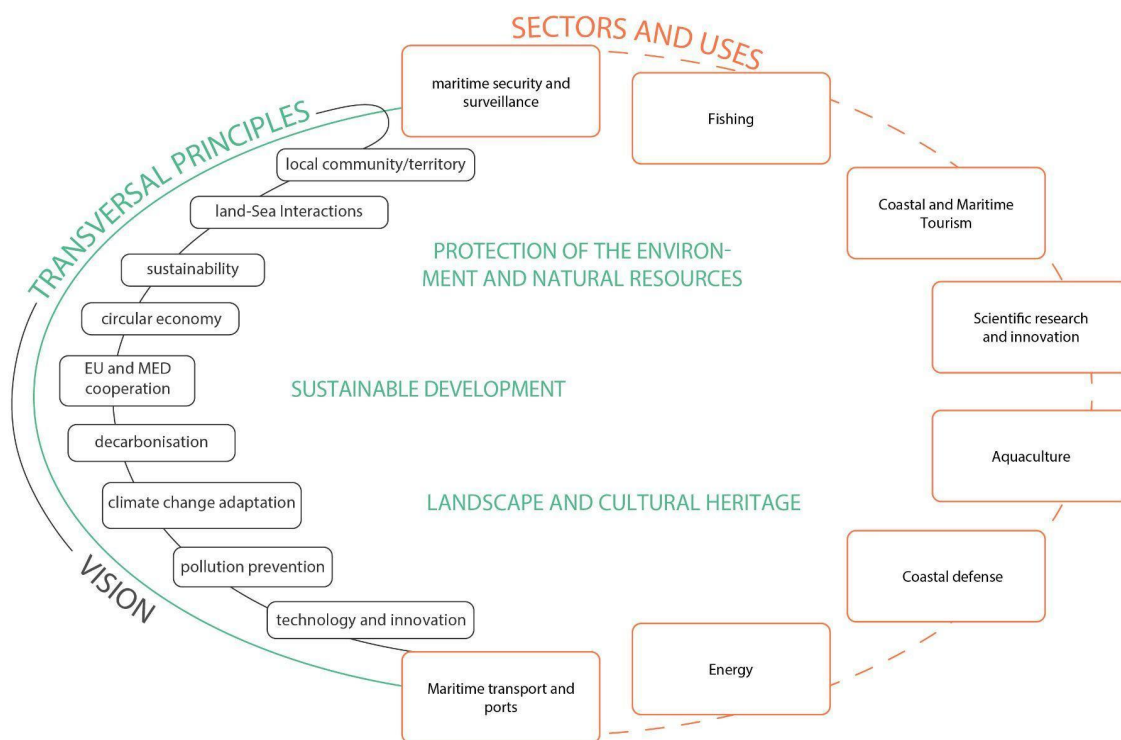 SECTORS AND USES
maritime security and
surveillance
Fishing
Coastal and Maritime
Tourism
Scientific research
and innovation
Aquaculture
Coastal defense
Energy
Maritime transport and
ports
TRANSVERSAL PRINCIPLES
local community/territory
land-Sea Interactions
sustainability
circular economy
EU and MED
cooperation
decarbonisation
climate change adaptation
pollution prevention
technology and innovation
VISION
PROTECTION OF THE ENVIRON-
MENT AND NATURAL RESOURCES
SUSTAINABLE DEVELOPMENT
LANDSCAPE AND CULTURAL HERITAGE